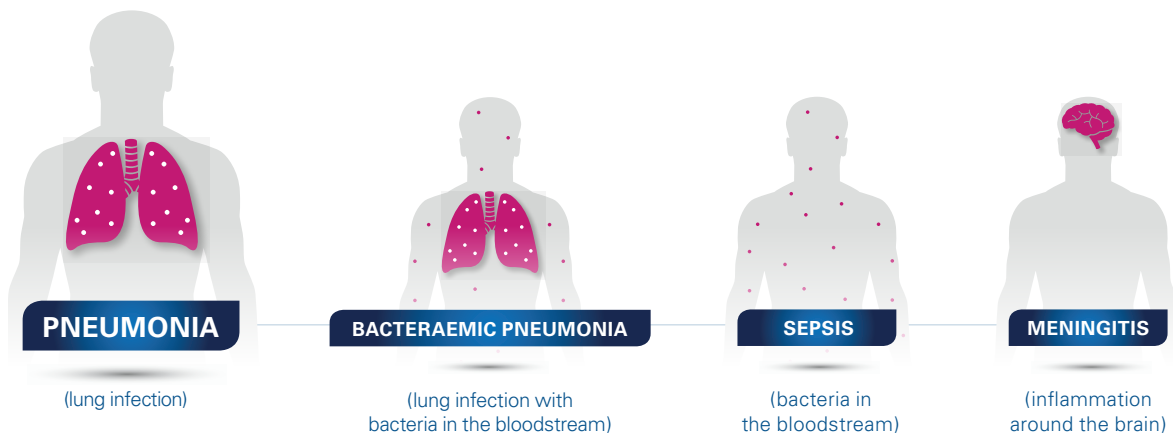 PNEUMONIA
(lung infection)
BACTERAEMIC PNEUMONIA
(lung infection with
bacteria in the bloodstream)
SEPSIS
(bacteria in
the bloodstream)
MENINGITIS
(inflammation
around the brain)